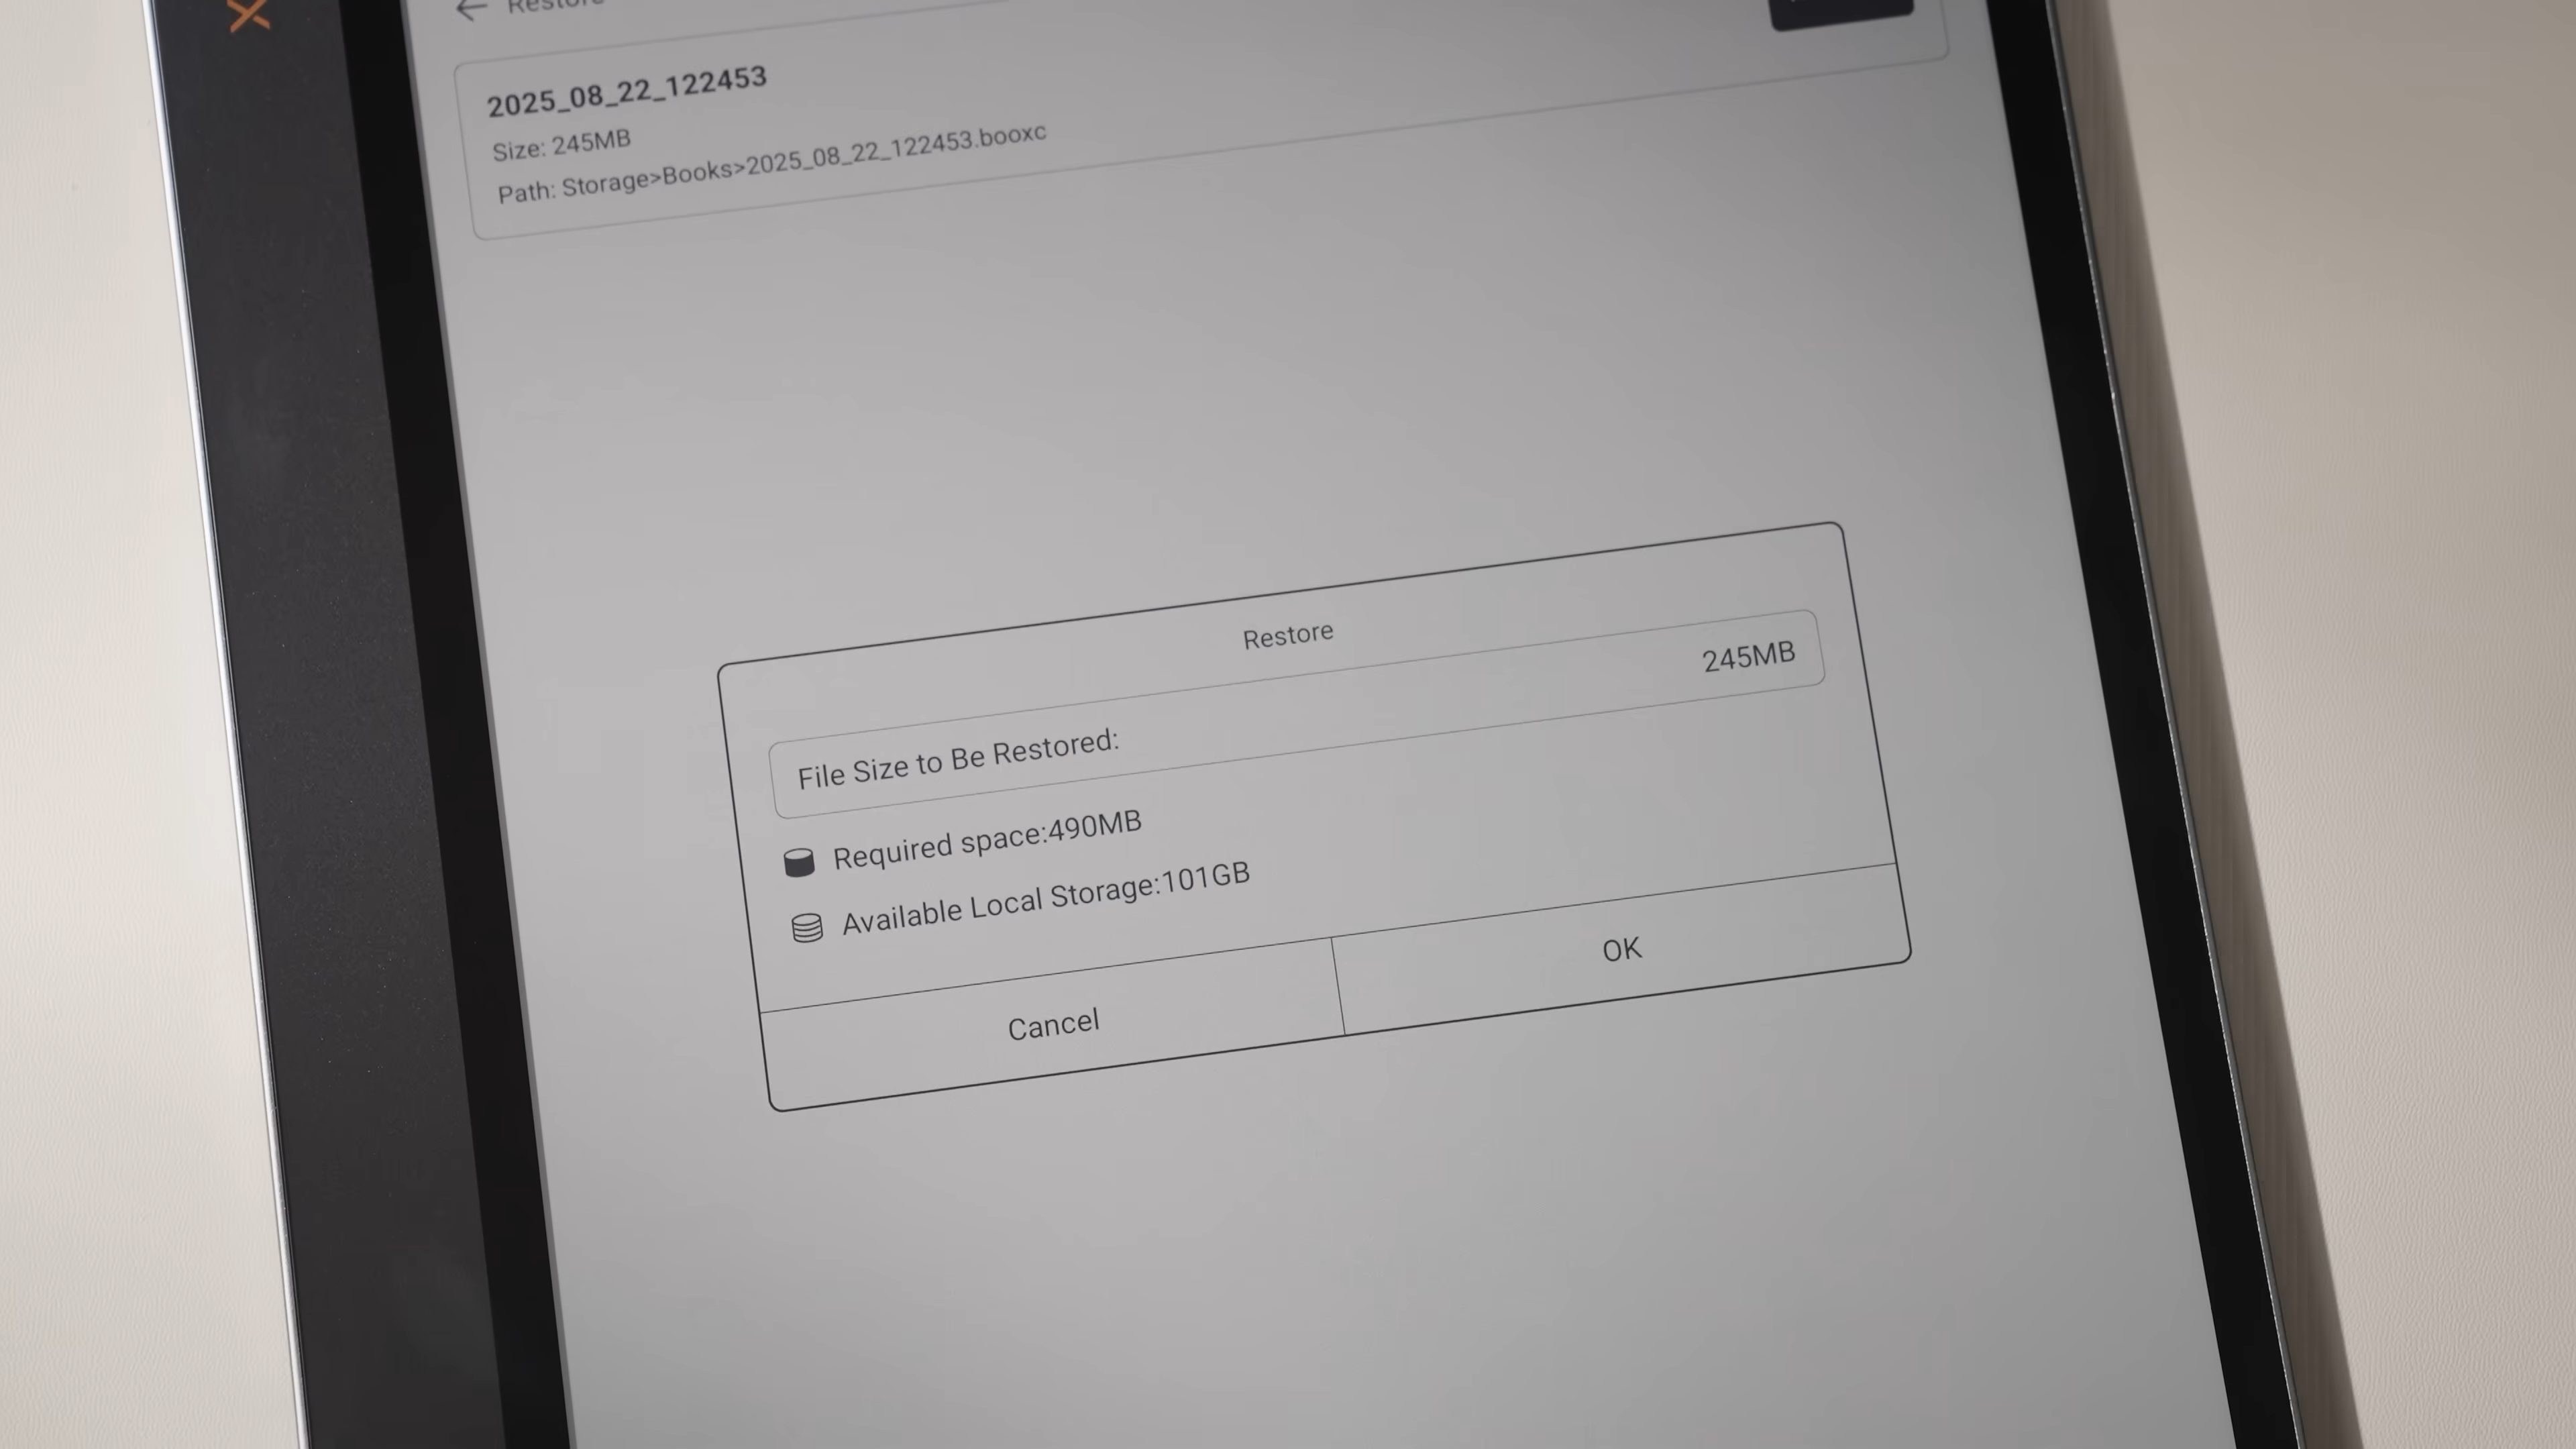 Restore
2025_08_22_122453
Size: 245MB
Path: Storage>Books>2025_08_22_122453.booxc
Restore
File Size to Be Restored: 245MB
Required space:490MB
Available Local Storage:101GB
Cancel OK
X